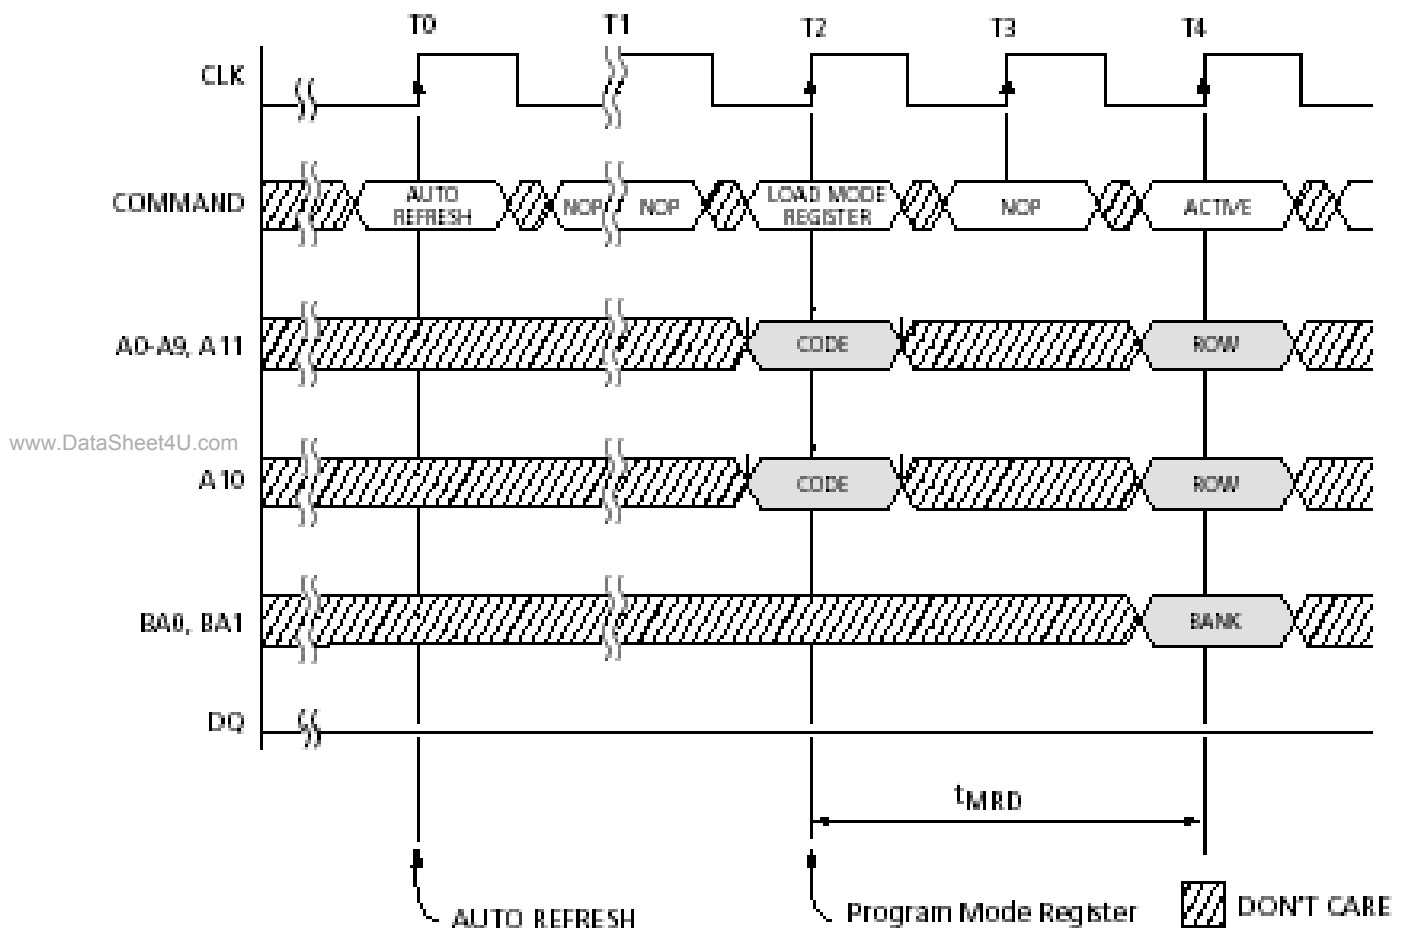 T0 T1 T2 T3 T4
CLK
COMMAND
AUTO REFRESH
NOP
NOP
LOAD MODE REGISTER
NOP
ACTIVE
A0-A9, A11
CODE
ROW
www.DataSheet4U.com
A10
CODE
ROW
BA0, BA1
BANK
DQ
tMRD
AUTO REFRESH
Program Mode Register
DON'T CARE